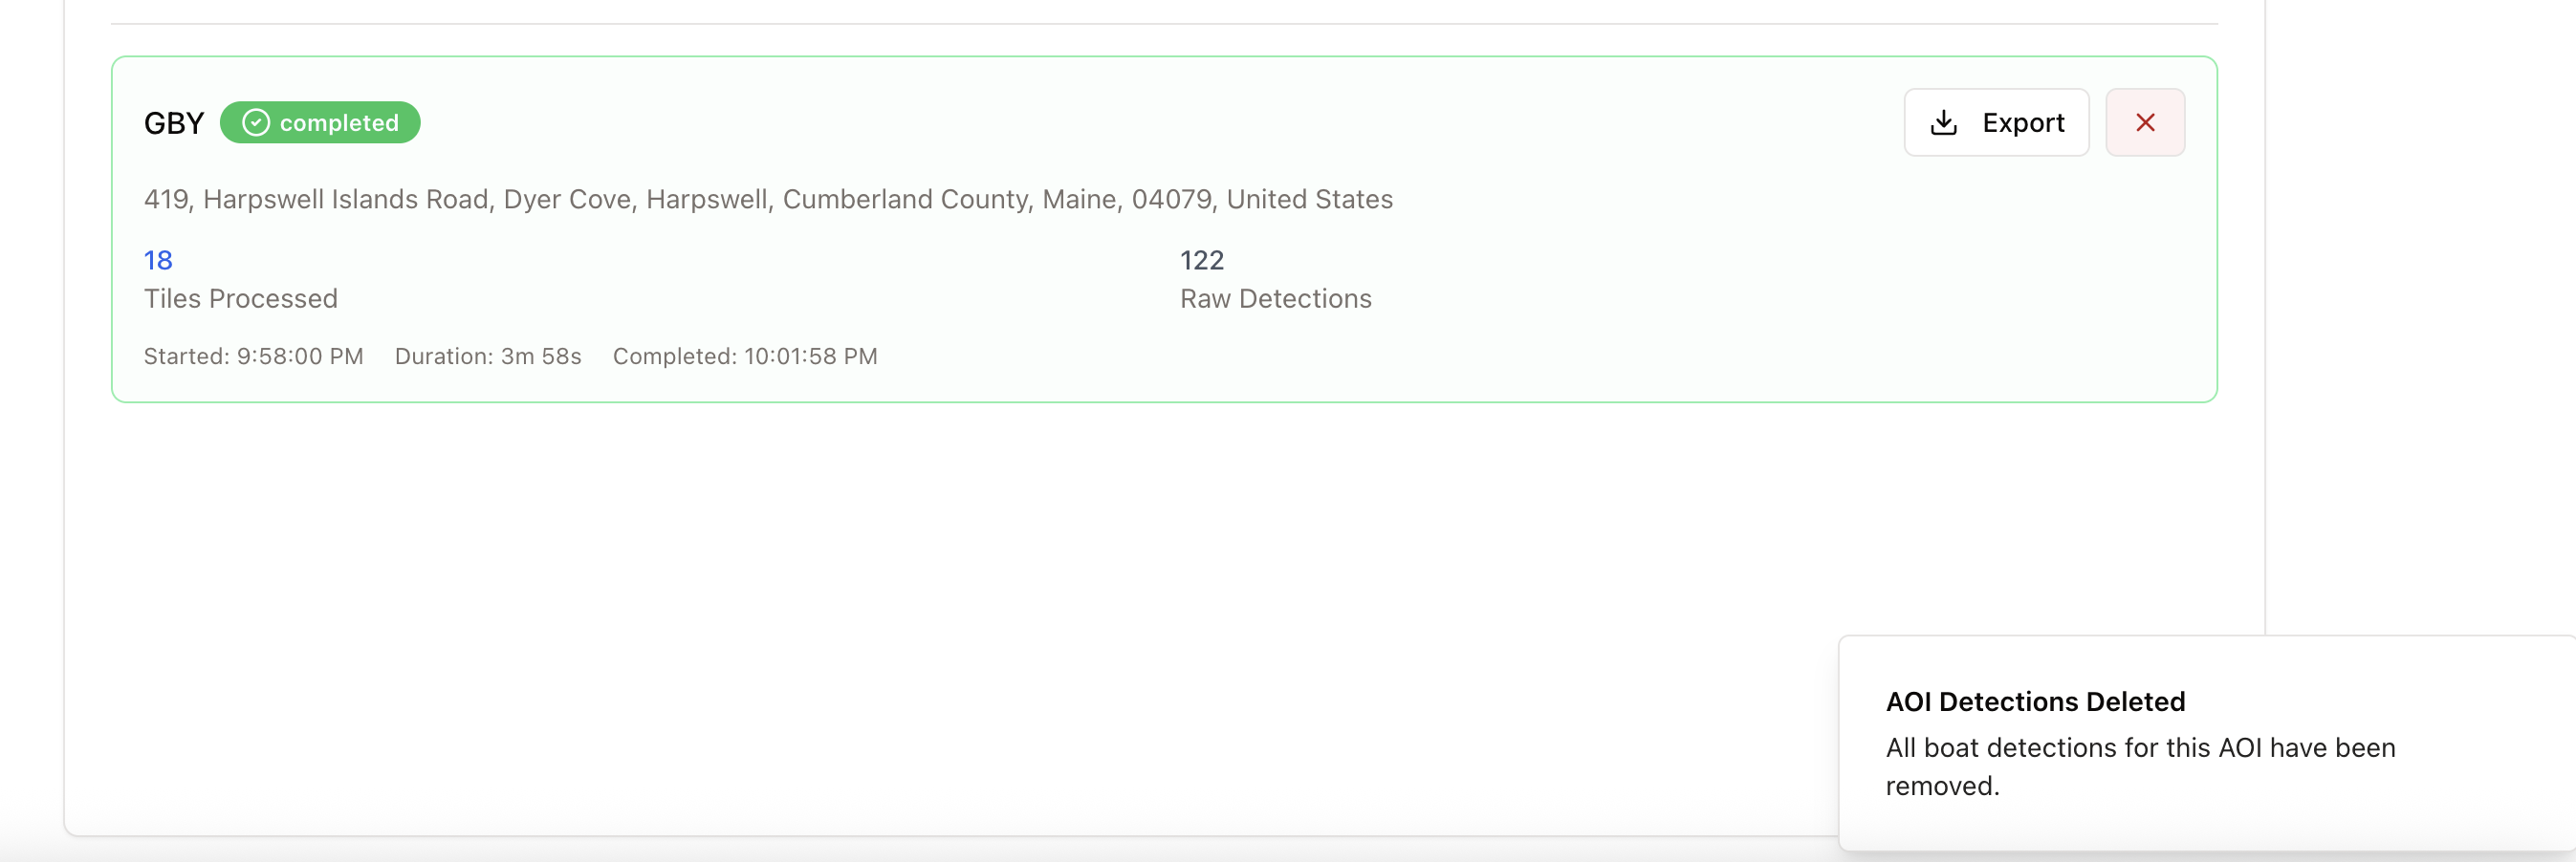 GBY completed Export
419, Harpswell Islands Road, Dyer Cove, Harpswell, Cumberland County, Maine, 04079, United States
18 122
Tiles Processed Raw Detections
Started: 9:58:00 PM Duration: 3m 58s Completed: 10:01:58 PM
AOI Detections Deleted
All boat detections for this AOI have been
removed.